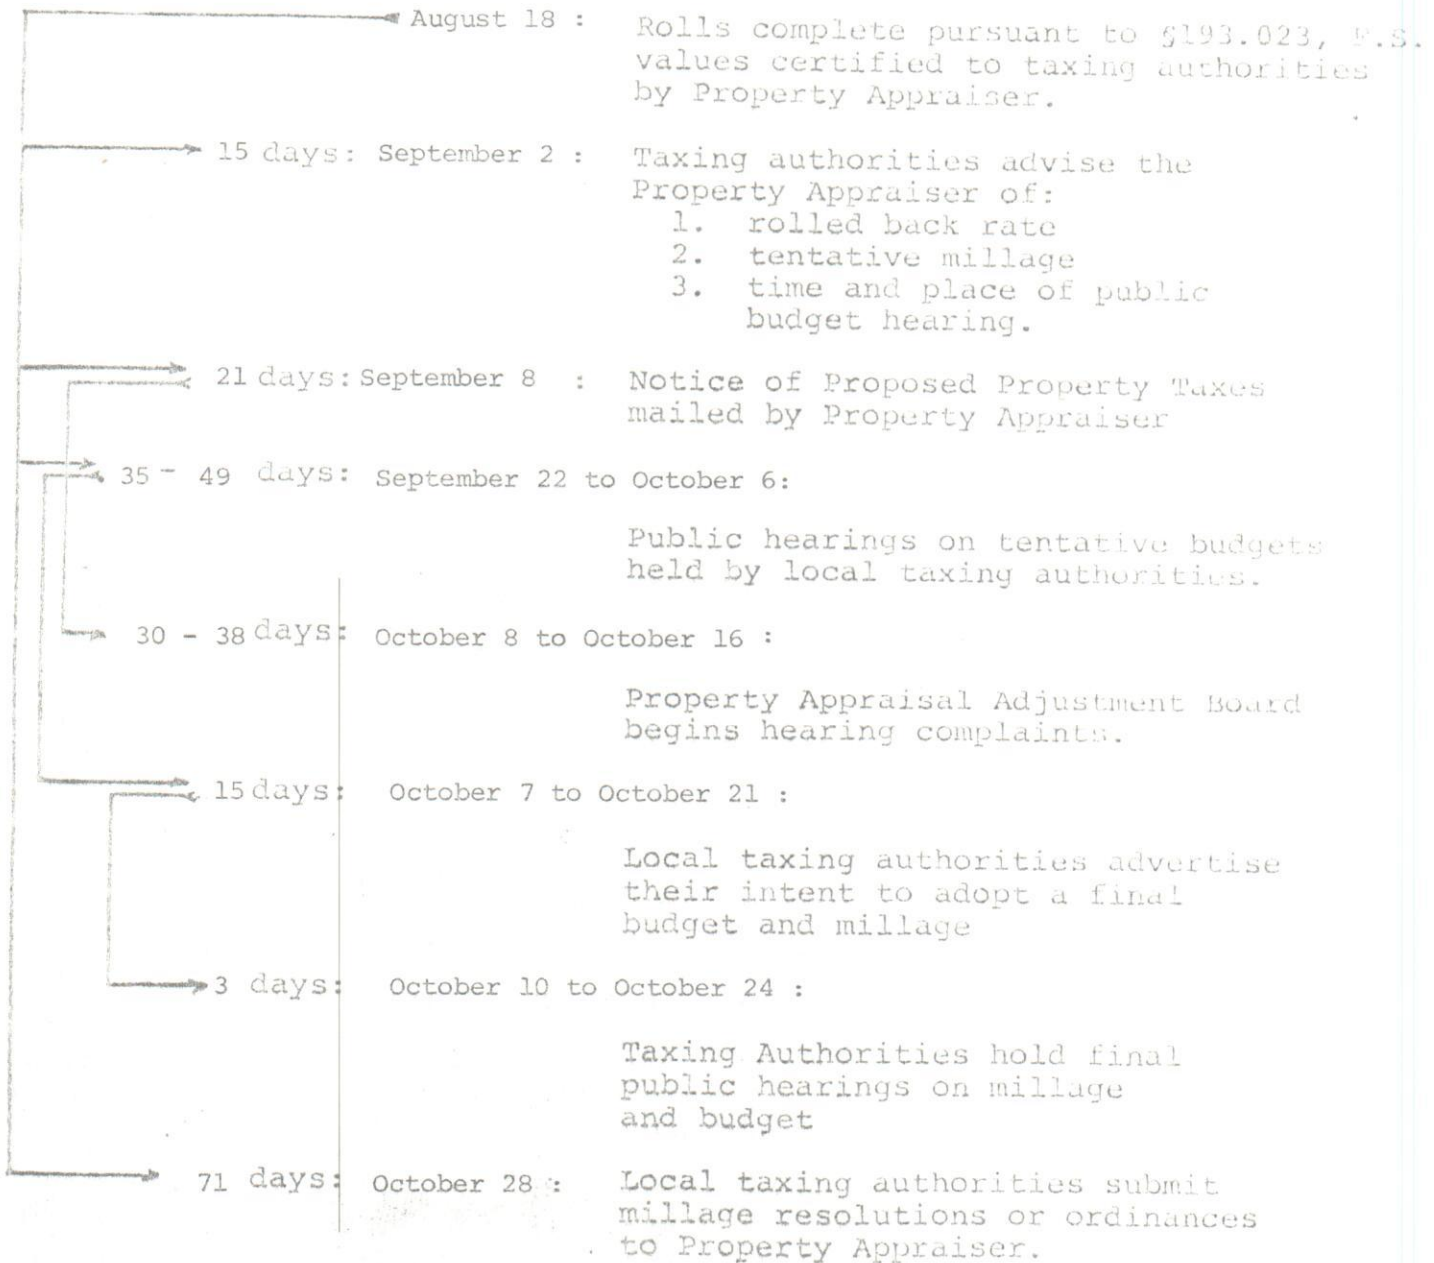 August 18 : Rolls complete pursuant to §193.023, F.S.
values certified to taxing authorities
by Property Appraiser.
15 days: September 2 : Taxing authorities advise the
Property Appraiser of:
1. rolled back rate
2. tentative millage
3. time and place of public
budget hearing.
21 days: September 8 : Notice of Proposed Property Taxes
mailed by Property Appraiser
35 - 49 days: September 22 to October 6:
Public hearings on tentative budgets
held by local taxing authorities.
30 - 38 days: October 8 to October 16 :
Property Appraisal Adjustment Board
begins hearing complaints.
15 days: October 7 to October 21 :
Local taxing authorities advertise
their intent to adopt a final
budget and millage
3 days: October 10 to October 24 :
Taxing Authorities hold final
public hearings on millage
and budget
71 days: October 28 : Local taxing authorities submit
millage resolutions or ordinances
to Property Appraiser.